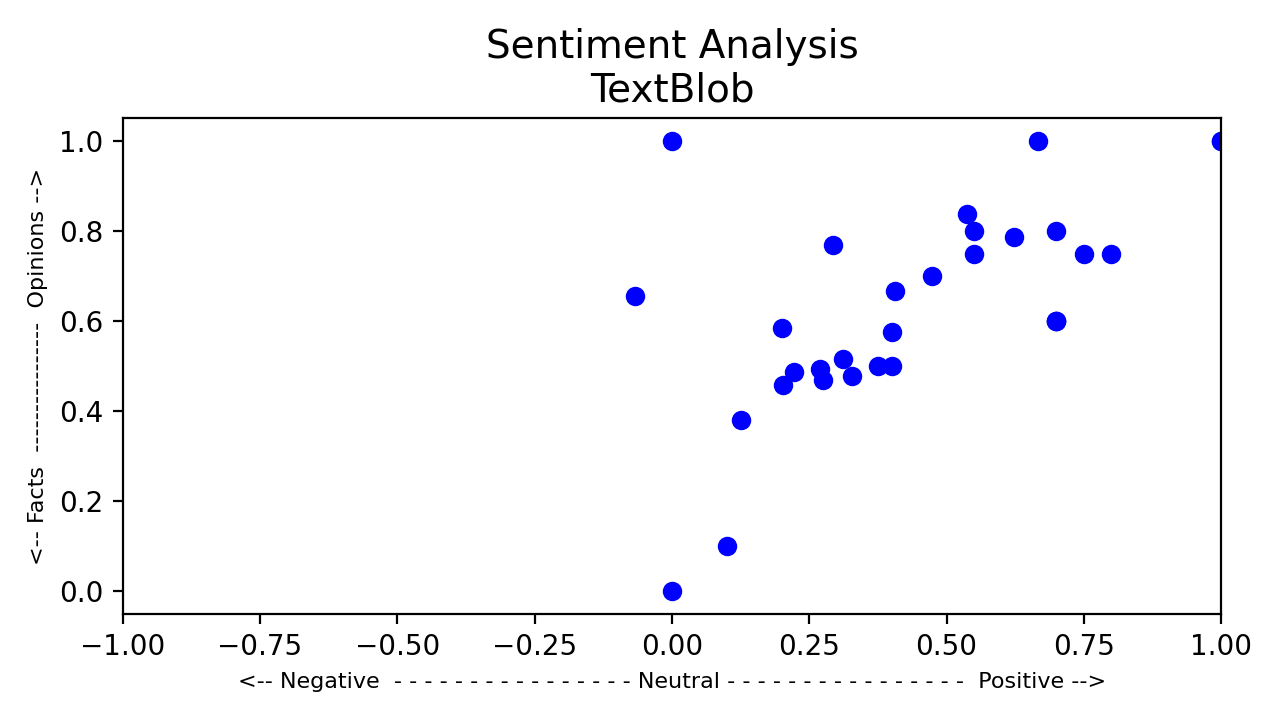 Sentiment Analysis
TextBlob
1.0
0.8
0.6
0.4
0.2
0.0
<-- Facts ------------------ Opinions -->
−1.00 −0.75 −0.50 −0.25 0.00 0.25 0.50 0.75 1.00
<-- Negative - - - - - - - - - - - - - - - - Neutral - - - - - - - - - - - - - - - - Positive -->